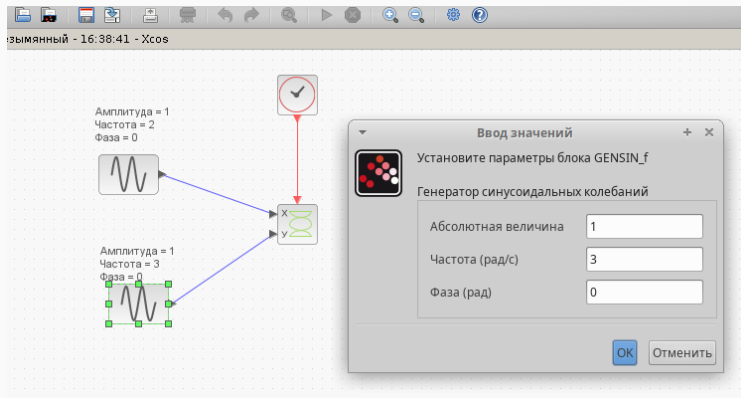 зымянный - 16:38:41 - Xcos
Амплитуда = 1
Частота = 2
Фаза = 0
X
У
Амплитуда = 1
Частота = 3
Фаза = 0
Ввод значений
Установите параметры блока GENSIN_f
Генератор синусоидальных колебаний
Абсолютная величина 1
Частота (рад/с) 3
Фаза (рад) 0
OK Отменить